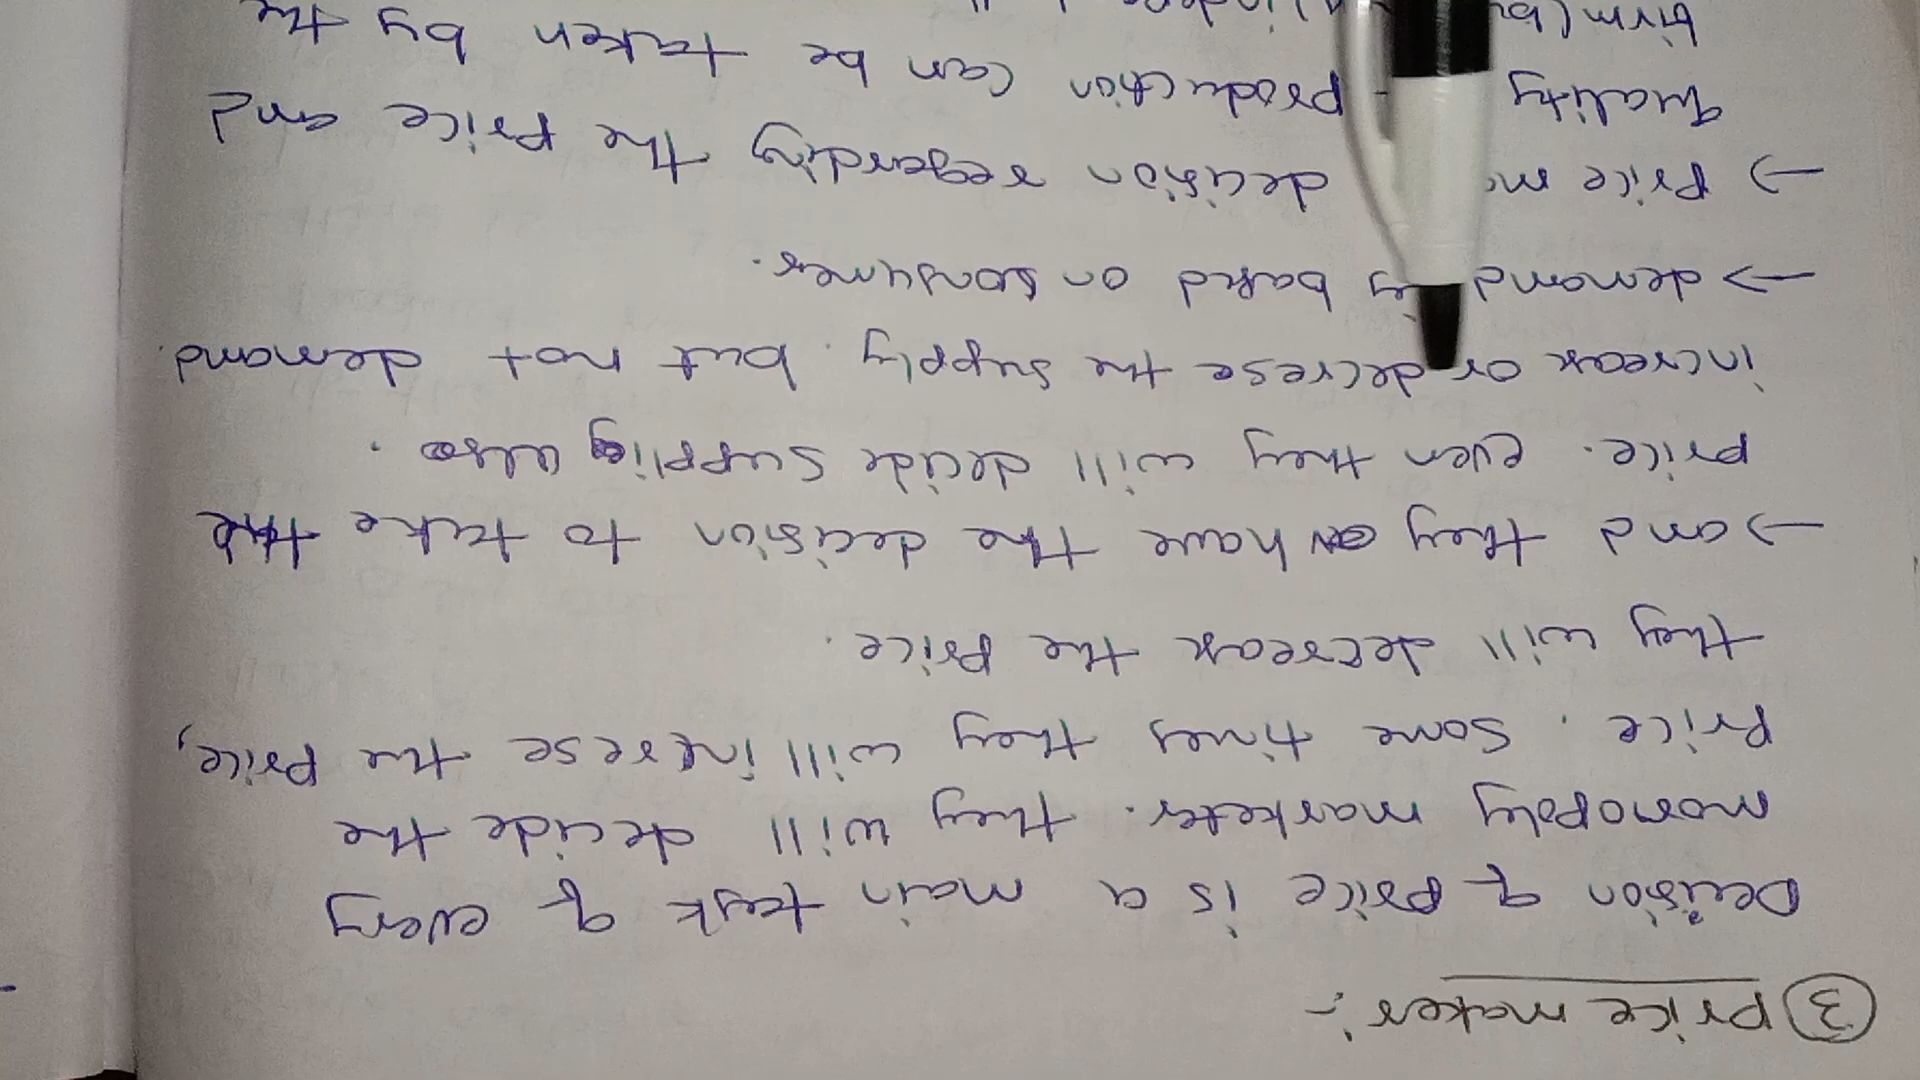 ③ Price maker :-
Decision of price is a main task of every
monopoly marketer. they will decide the
Price. Some times they will increse the price,
they will decrease the price.
→ and they have the decision to take the
price. even they will decide supplies also.
increase or decrese the supply. but not demand.
→ demand is based on consumer.
→ Price decision regarding the price and
quality production can be taken by the
firm